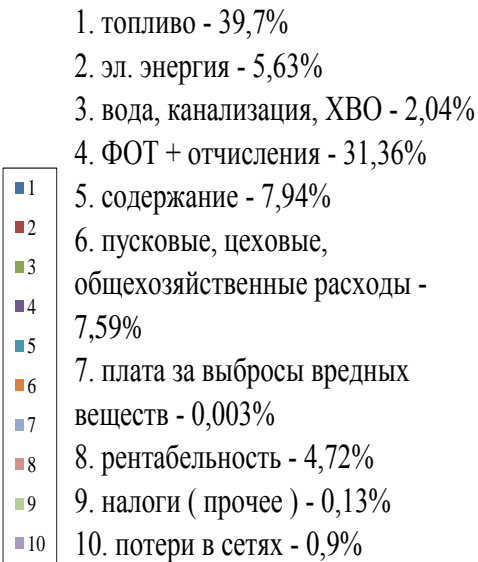 1. топливо - 39,7%
2. эл. энергия - 5,63%
3. вода, канализация, ХВО - 2,04%
4. ФОТ + отчисления - 31,36%
5. содержание - 7,94%
6. пусковые, цеховые,
общехозяйственные расходы -
7,59%
7. плата за выбросы вредных
веществ - 0,003%
8. рентабельность - 4,72%
9. налоги ( прочее ) - 0,13%
10. потери в сетях - 0,9%
1
2
3
4
5
6
7
8
9
10